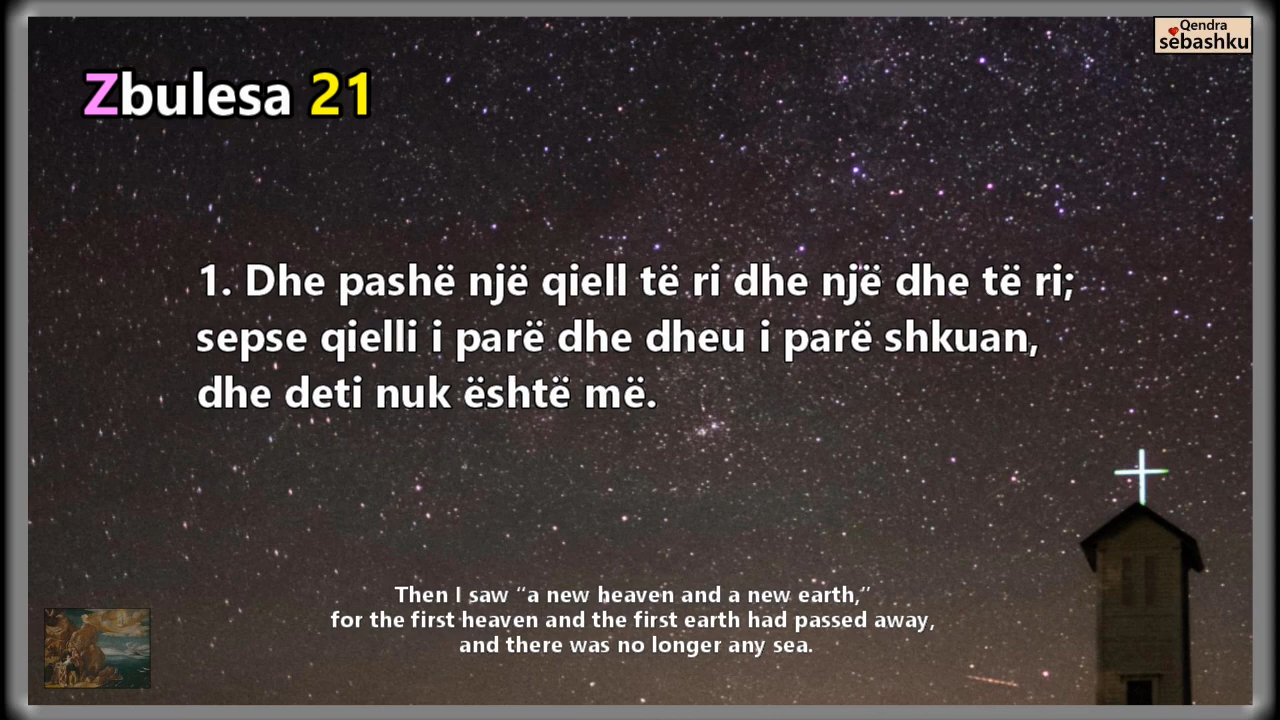 Qendra
sebashku
Zbulesa 21
1. Dhe pashë një qiell të ri dhe një dhe të ri;
sepse qielli i parë dhe dheu i parë shkuan,
dhe deti nuk është më.
Then I saw “a new heaven and a new earth,”
for the first heaven and the first earth had passed away,
and there was no longer any sea.